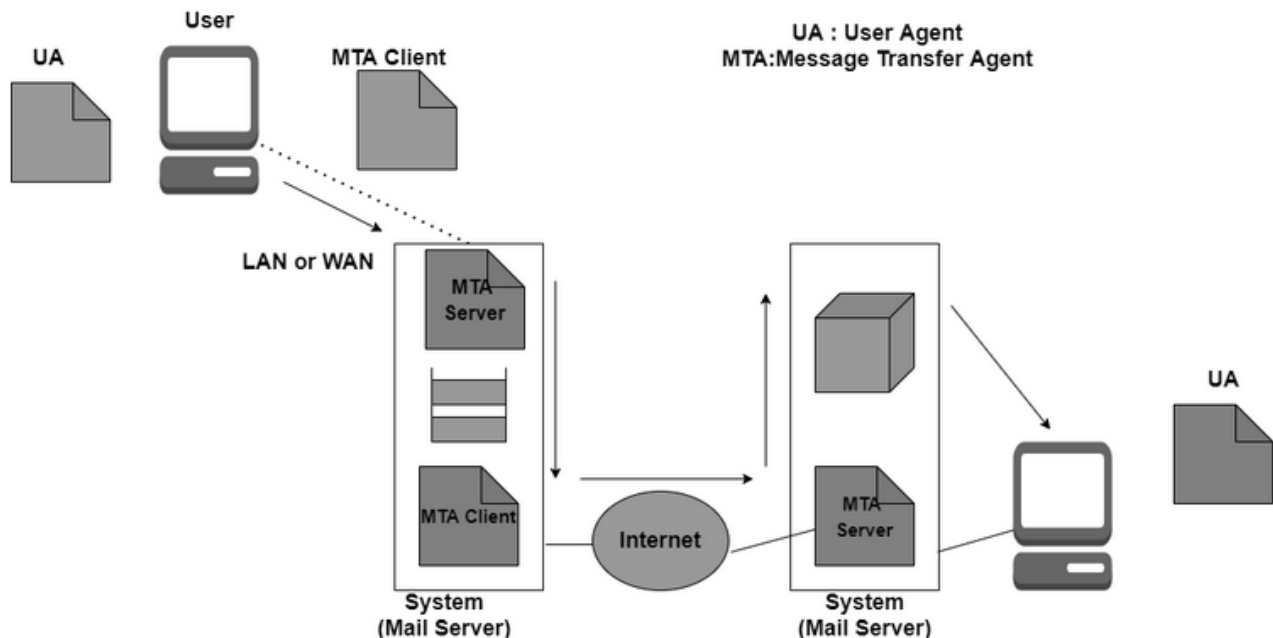 User
UA : User Agent
MTA:Message Transfer Agent
UA
MTA Client
LAN or WAN
MTA
Server
UA
MTA Client
Internet
MTA
Server
System
(Mail Server)
System
(Mail Server)